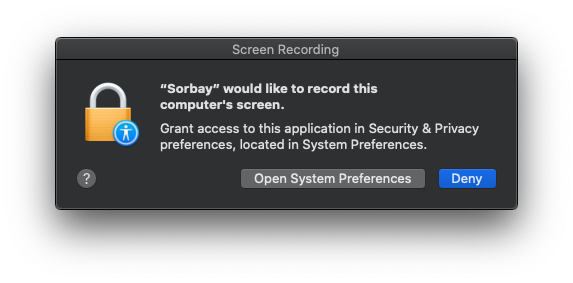 Screen Recording
“Sorbay” would like to record this
computer's screen.
Grant access to this application in Security & Privacy
preferences, located in System Preferences.
? Open System Preferences Deny